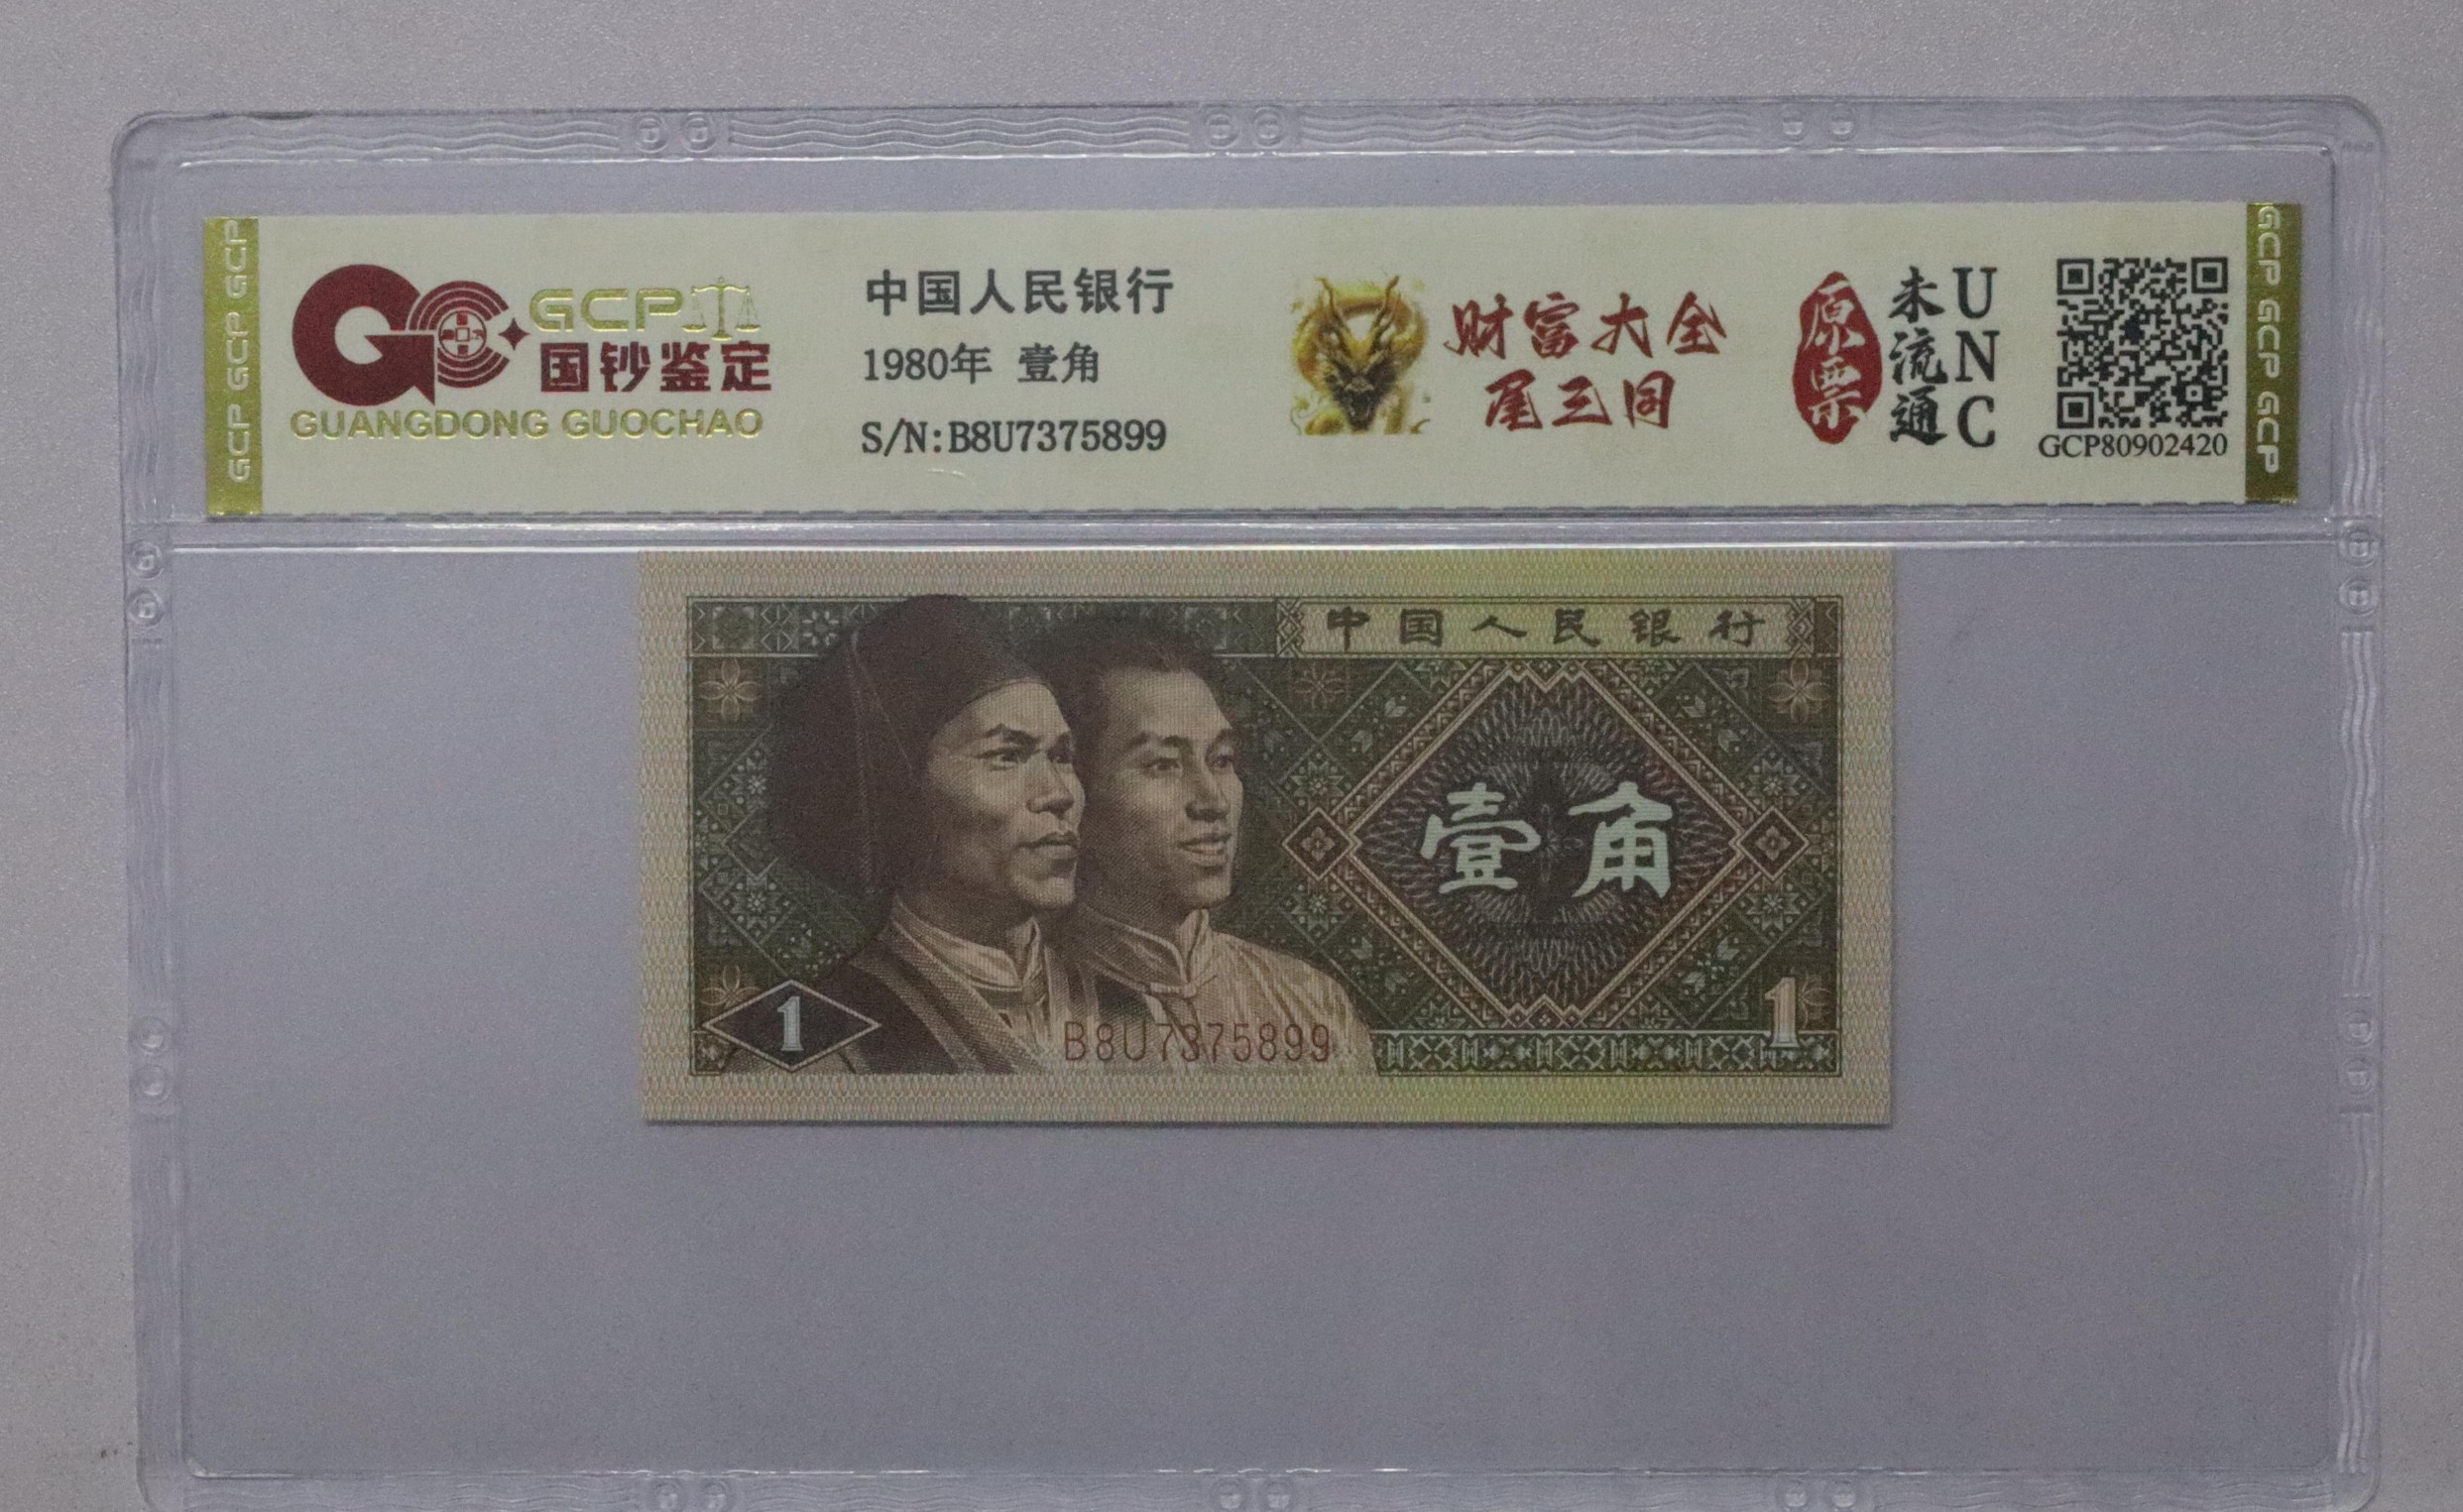 GCP GCP GCP
GCP
国钞鉴定
GUANGDONG GUOCHAO
中国人民银行
1980年 壹角
S/N:B8U7375899
财富大全
尾三同
原票
未流通
UNC
GCP80902420
GCP GCP GCP
中国人民银行
壹角
1
B8U7375899
1